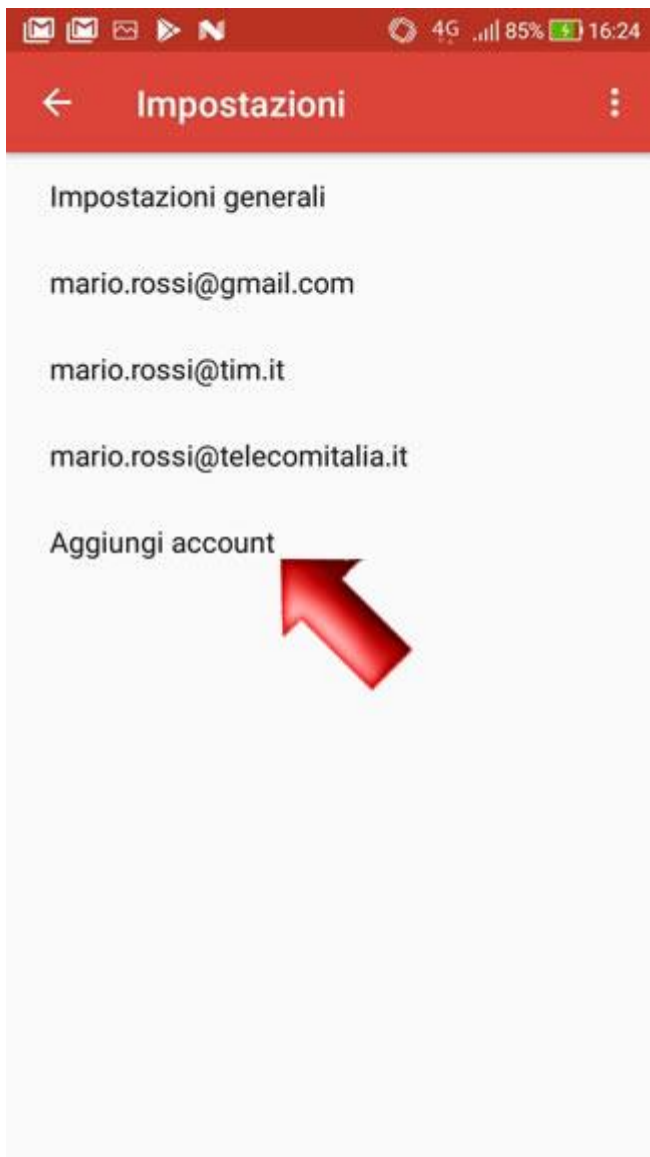 4G 85% 16:24
Impostazioni
Impostazioni generali
mario.rossi@gmail.com
mario.rossi@tim.it
mario.rossi@telecomitalia.it
Aggiungi account